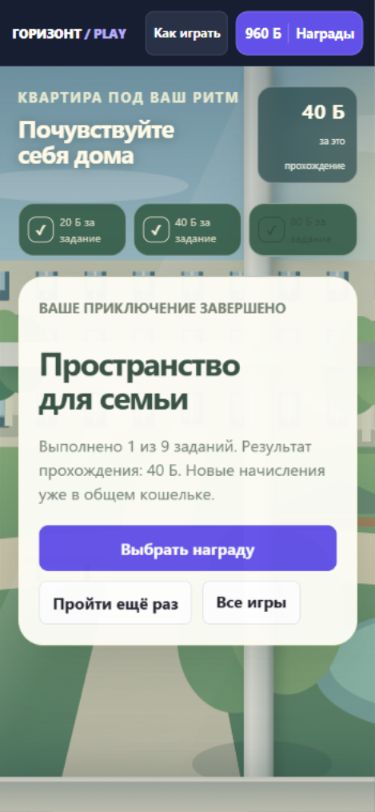 ГОРИЗОНТ / PLAY
Как играть
960 Б
Награды
КВАРТИРА ПОД ВАШ РИТМ
Почувствуйте
себя дома
40 Б
за это
прохождение
20 Б за
задание
40 Б за
задание
80 Б за
задание
ВАШЕ ПРИКЛЮЧЕНИЕ ЗАВЕРШЕНО
Пространство
для семьи
Выполнено 1 из 9 заданий. Результат
прохождения: 40 Б. Новые начисления
уже в общем кошельке.
Выбрать награду
Пройти ещё раз
Все игры